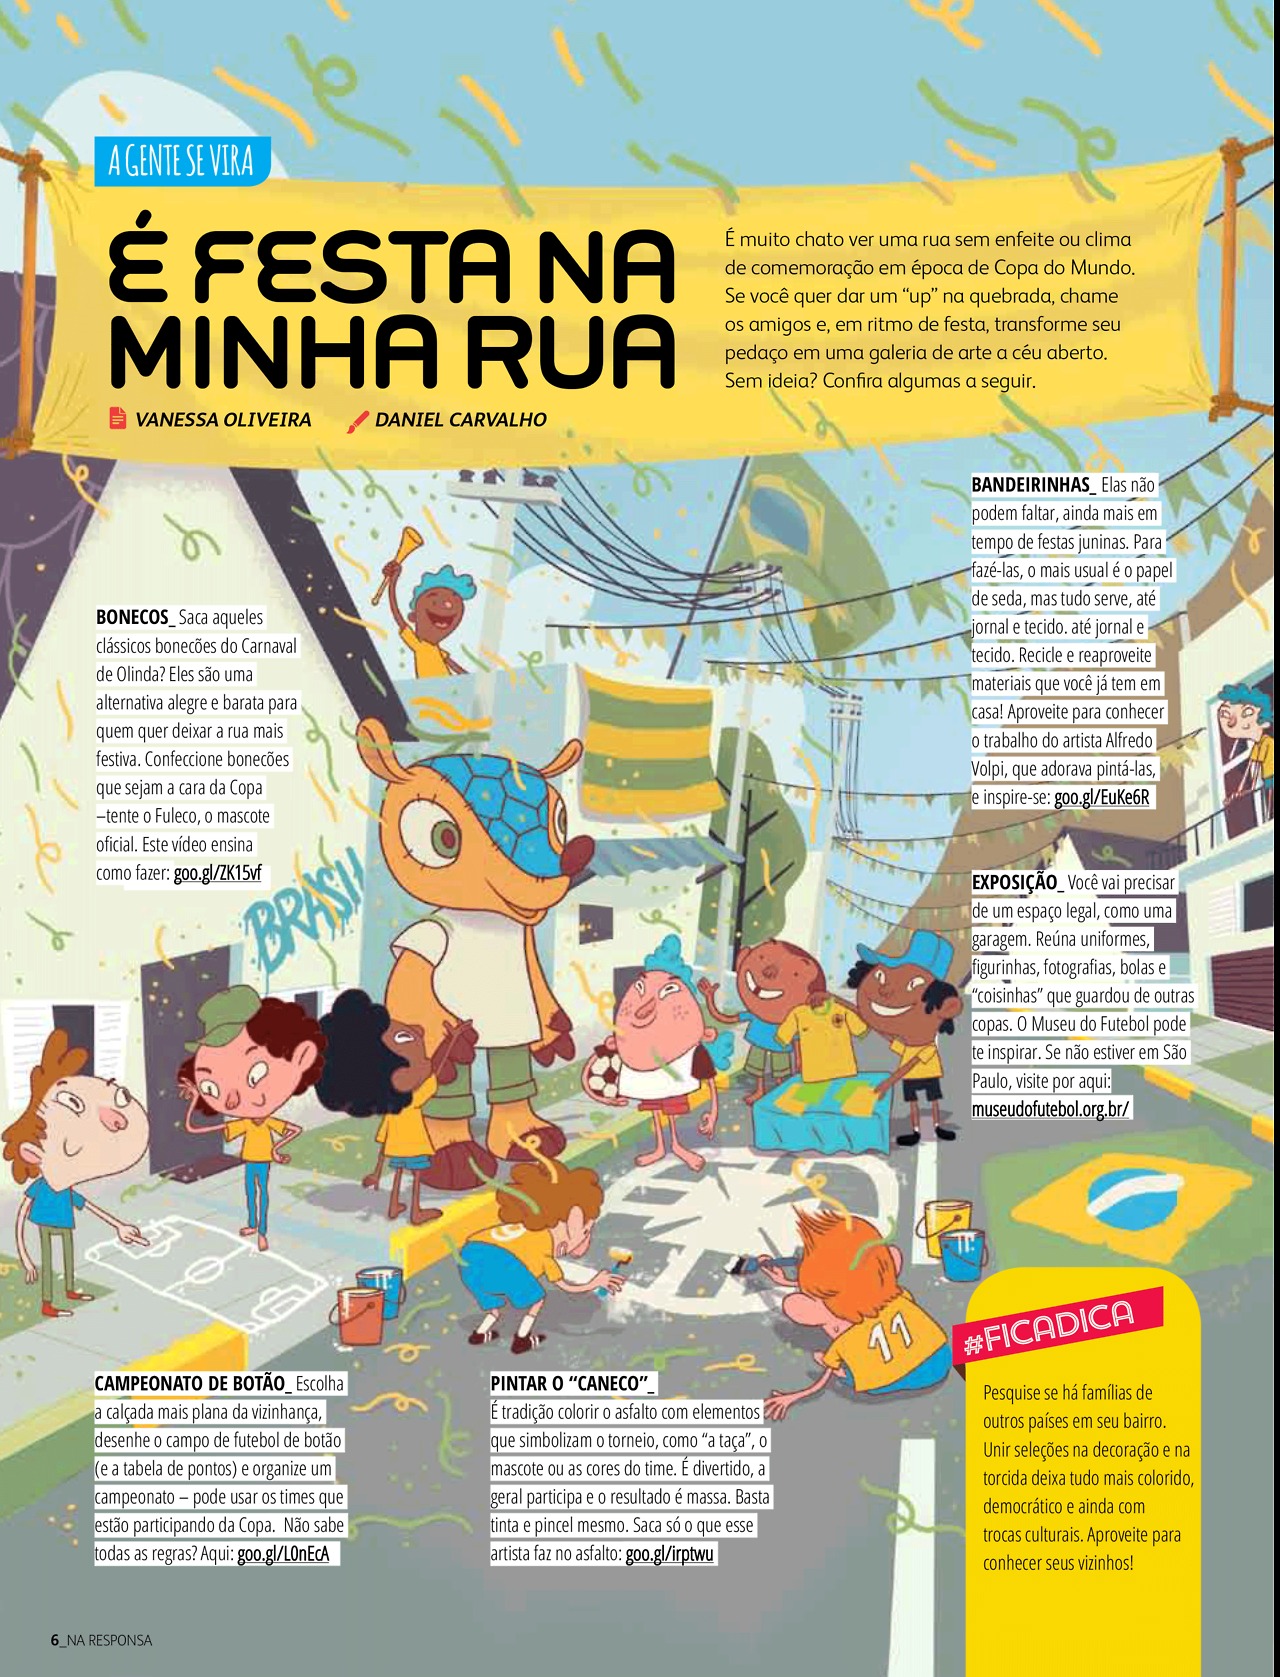 A GENTE SE VIRA
É FESTA NA
MINHA RUA
VANESSA OLIVEIRA DANIEL CARVALHO
É muito chato ver uma rua sem enfeite ou clima
de comemoração em época de Copa do Mundo.
Se você quer dar um “up” na quebrada, chame
os amigos e, em ritmo de festa, transforme seu
pedaço em uma galeria de arte a céu aberto.
Sem ideia? Confira algumas a seguir.
BONECOS_ Saca aqueles
clássicos bonecões do Carnaval
de Olinda? Eles são uma
alternativa alegre e barata para
quem quer deixar a rua mais
festiva. Confeccione bonecões
que sejam a cara da Copa
–tente o Fuleco, o mascote
oficial. Este vídeo ensina
como fazer: goo.gl/ZK15vf
BANDEIRINHAS_ Elas não
podem faltar, ainda mais em
tempo de festas juninas. Para
fazé-las, o mais usual é o papel
de seda, mas tudo serve, até
jornal e tecido. até jornal e
tecido. Recicle e reaproveite
materiais que você já tem em
casa! Aproveite para conhecer
o trabalho do artista Alfredo
Volpi, que adorava pintá-las,
e inspire-se: goo.gl/EuKe6R
EXPOSIÇÃO_ Você vai precisar
de um espaço legal, como uma
garagem. Reúna uniformes,
figurinhas, fotografias, bolas e
“coisinhas” que guardou de outras
copas. O Museu do Futebol pode
te inspirar. Se não estiver em São
Paulo, visite por aqui:
museudofutebol.org.br/
BRASIL
11
CAMPEONATO DE BOTÃO_ Escolha
a calçada mais plana da vizinhança,
desenhe o campo de futebol de botão
(e a tabela de pontos) e organize um
campeonato – pode usar os times que
estão participando da Copa. Não sabe
todas as regras? Aqui: goo.gl/L0nEcA
PINTAR O “CANECO”_
É tradição colorir o asfalto com elementos
que simbolizam o torneio, como “a taça”, o
mascote ou as cores do time. É divertido, a
geral participa e o resultado é massa. Basta
tinta e pincel mesmo. Saca só o que esse
artista faz no asfalto: goo.gl/irptwu
#FICADICA
Pesquise se há famílias de
outros países em seu bairro.
Unir seleções na decoração e na
torcida deixa tudo mais colorido,
democrático e ainda com
trocas culturais. Aproveite para
conhecer seus vizinhos!
6_NA RESPONSA